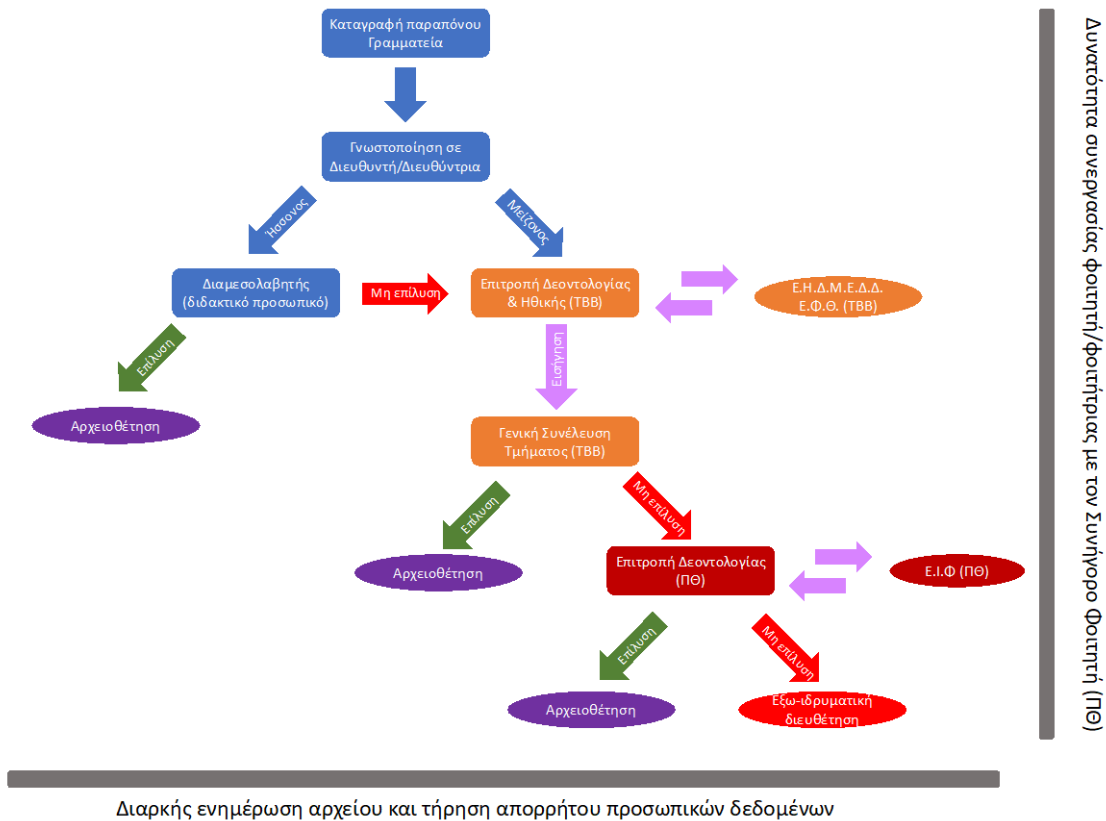 Καταγραφή παραπόνου
Γραμματεία
Γνωστοποίηση σε
Διευθυντή/Διευθύντρια
Ήσσονος
Μείζονος
Διαμεσολαβητής
(διδακτικό προσωπικό)
Μη επίλυση
Επιτροπή Δεοντολογίας
& Ηθικής (ΤΒΒ)
Ε.Η.Δ.Μ.Ε.Δ.Δ.
Ε.Φ.Θ. (ΤΒΒ)
Επίλυση
Εισήγηση
Αρχειοθέτηση
Γενική Συνέλευση
Τμήματος (ΤΒΒ)
Επίλυση
Μη επίλυση
Αρχειοθέτηση
Επιτροπή Δεοντολογίας
(ΠΘ)
Ε.Ι.Φ (ΠΘ)
Επίλυση
Μη επίλυση
Αρχειοθέτηση
Εξω-ιδρυματική
διευθέτηση
Δυνατότητα συνεργασίας φοιτητή/φοιτήτριας με τον Συνήγορο Φοιτητή (ΠΘ)
Διαρκής ενημέρωση αρχείου και τήρηση απορρήτου προσωπικών δεδομένων